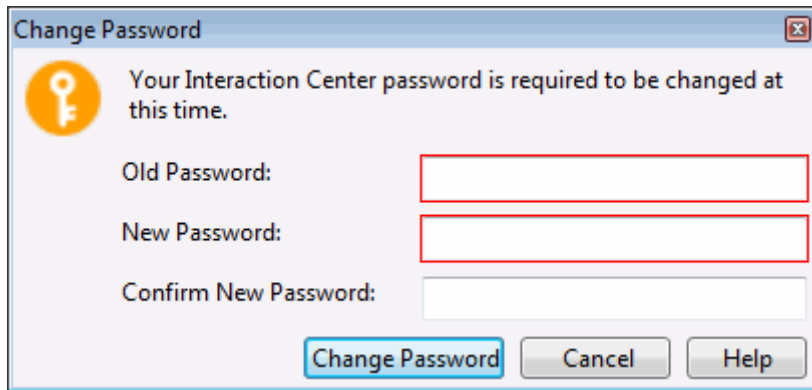 Change Password
Your Interaction Center password is required to be changed at
this time.
Old Password:
New Password:
Confirm New Password:
Change Password Cancel Help